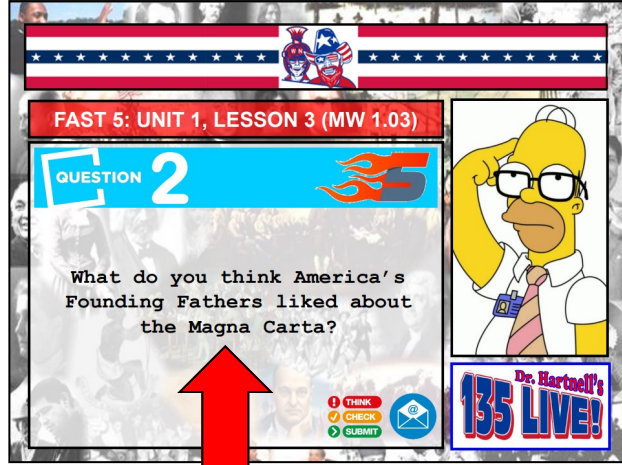 W H
FAST 5: UNIT 1, LESSON 3 (MW 1.03)
QUESTION 2
5
What do you think America’s
Founding Fathers liked about
the Magna Carta?
! THINK
✓ CHECK
> SUBMIT
@
Dr. Hartnell's
135 LIVE!